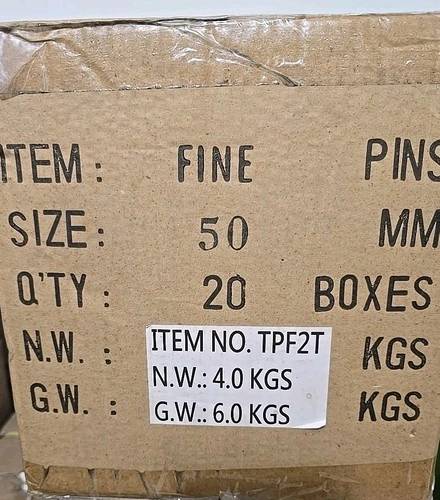 ITEM: FINE PINS
SIZE: 50 MM
Q'TY: 20 BOXES
ITEM NO. TPF2T
N.W.: N.W.: 4.0 KGS KGS
G.W.: G.W.: 6.0 KGS KGS